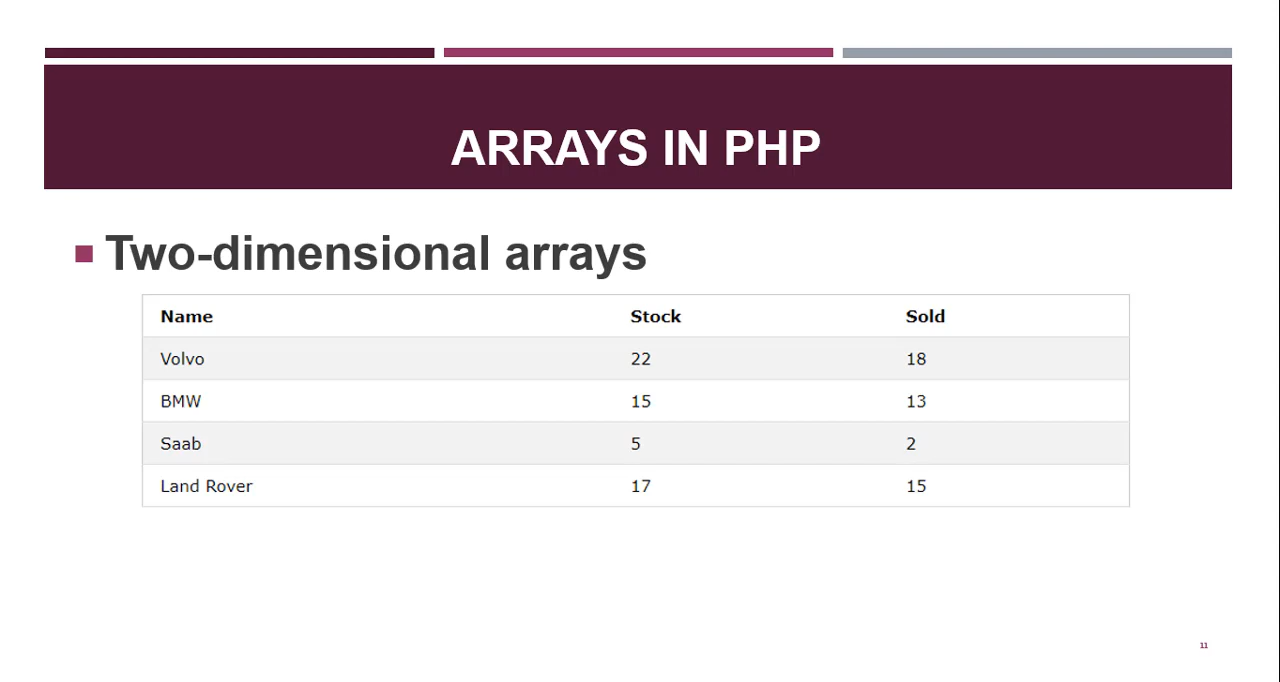 ARRAYS IN PHP
Two-dimensional arrays
Name Stock Sold
Volvo 22 18
BMW 15 13
Saab 5 2
Land Rover 17 15
11